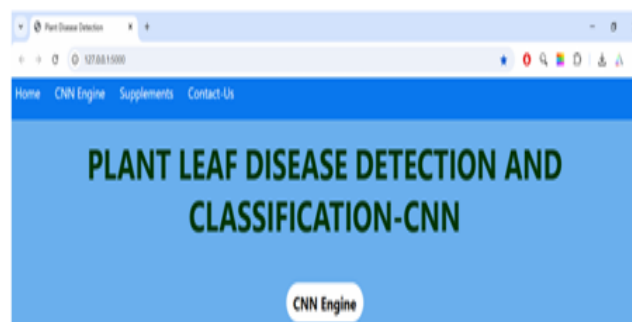 Plant Disease Detection
127.0.0.1:5000
Home CNN Engine Supplements Contact-Us
PLANT LEAF DISEASE DETECTION AND
CLASSIFICATION-CNN
CNN Engine